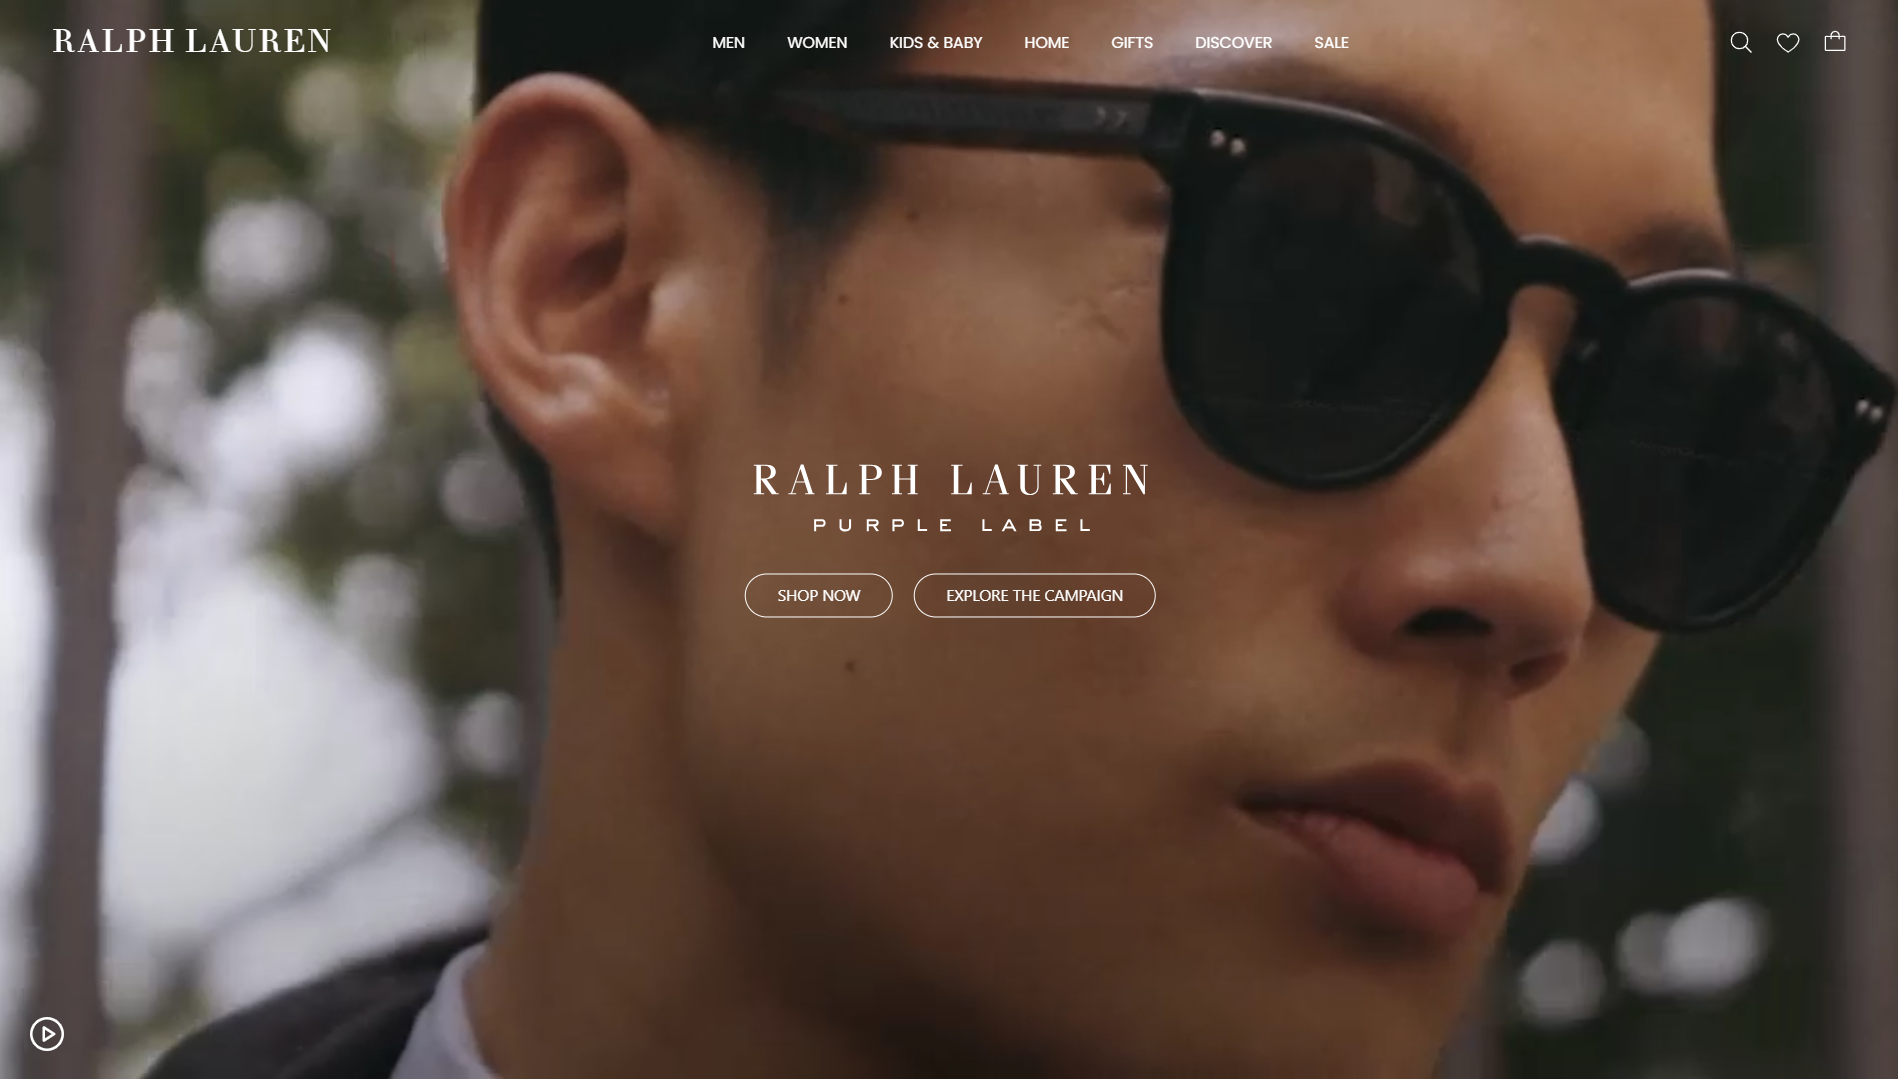 RALPH LAUREN
MEN WOMEN KIDS & BABY HOME GIFTS DISCOVER SALE
RALPH LAUREN
PURPLE LABEL
SHOP NOW EXPLORE THE CAMPAIGN